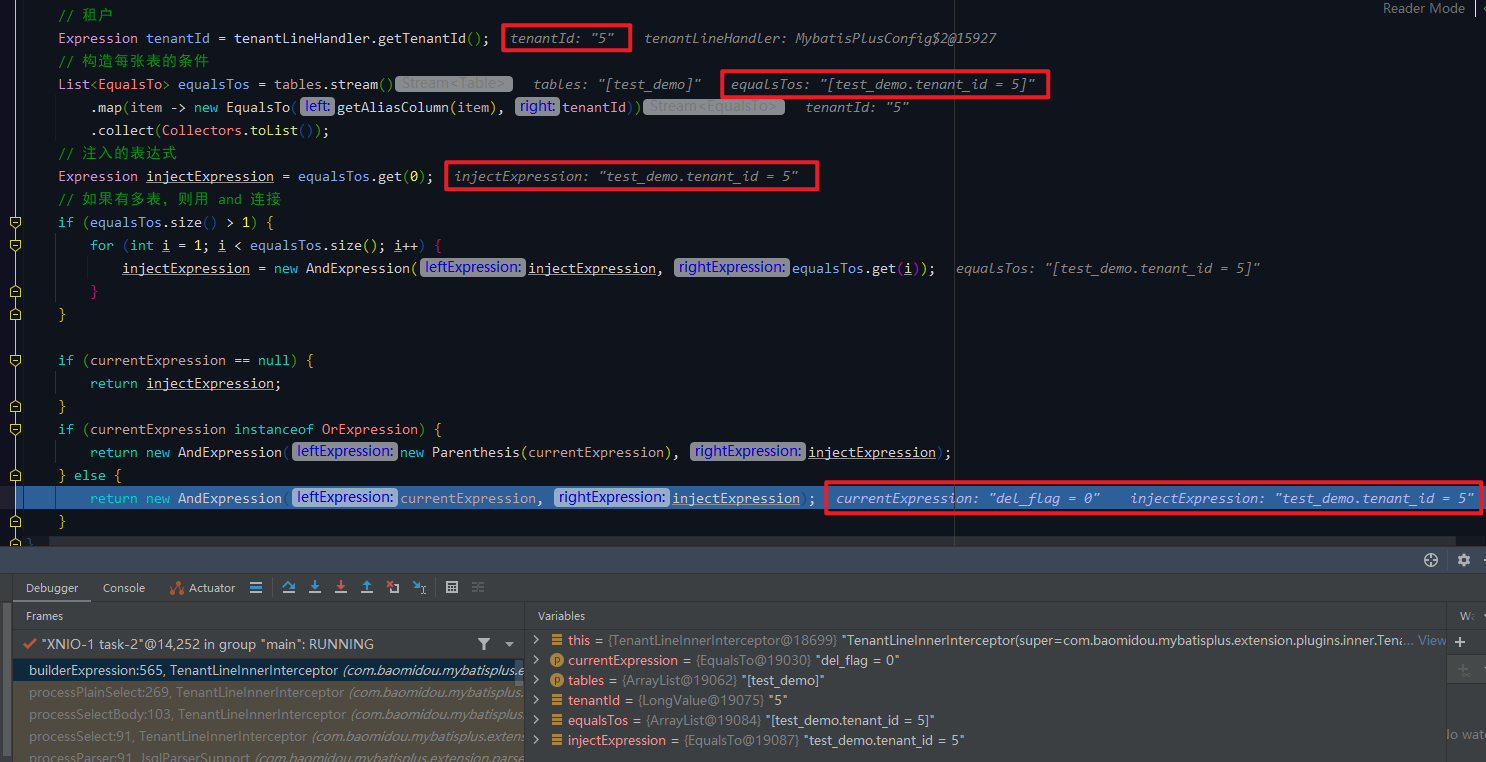 Reader Mode
// 租户
Expression tenantId = tenantLineHandler.getTenantId(); tenantId: "5" tenantLineHandler: MybatisPlusConfig$2@15927
// 构造每张表的条件
List<EqualsTo> equalsTos = tables.stream() Stream<Table> tables: "[test_demo]" equalsTos: "[test_demo.tenant_id = 5]"
.map(item -> new EqualsTo( left: getAliasColumn(item), right: tenantId)) Stream<EqualsTo> tenantId: "5"
.collect(Collectors.toList());
// 注入的表达式
Expression injectExpression = equalsTos.get(0); injectExpression: "test_demo.tenant_id = 5"
// 如果有多表，则用 and 连接
if (equalsTos.size() > 1) {
for (int i = 1; i < equalsTos.size(); i++) {
injectExpression = new AndExpression( leftExpression: injectExpression, rightExpression: equalsTos.get(i)); equalsTos: "[test_demo.tenant_id = 5]"
}
}
if (currentExpression == null) {
return injectExpression;
}
if (currentExpression instanceof OrExpression) {
return new AndExpression( leftExpression: new Parenthesis(currentExpression), rightExpression: injectExpression);
} else {
return new AndExpression( leftExpression: currentExpression, rightExpression: injectExpression); currentExpression: "del_flag = 0" injectExpression: "test_demo.tenant_id = 5"
}
}
Debugger Console Actuator
Frames
"XNIO-1 task-2"@14,252 in group "main": RUNNING
builderExpression:565, TenantLineInnerInterceptor (com.baomidou.mybatisplus.e
processPlainSelect:269, TenantLineInnerInterceptor (com.baomidou.mybatisplus.
processSelectBody:103, TenantLineInnerInterceptor (com.baomidou.mybatisplus.
processSelect:91, TenantLineInnerInterceptor (com.baomidou.mybatisplus.exten
processParser:91, JsqlParserSupport (com.baomidou.mybatisplus.extension.parse
Variables
this = {TenantLineInnerInterceptor@18699} "TenantLineInnerInterceptor(super=com.baomidou.mybatisplus.extension.plugins.inner.Tena... View
currentExpression = {EqualsTo@19030} "del_flag = 0"
tables = {ArrayList@19062} "[test_demo]"
tenantId = {LongValue@19075} "5"
equalsTos = {ArrayList@19084} "[test_demo.tenant_id = 5]"
injectExpression = {EqualsTo@19087} "test_demo.tenant_id = 5"